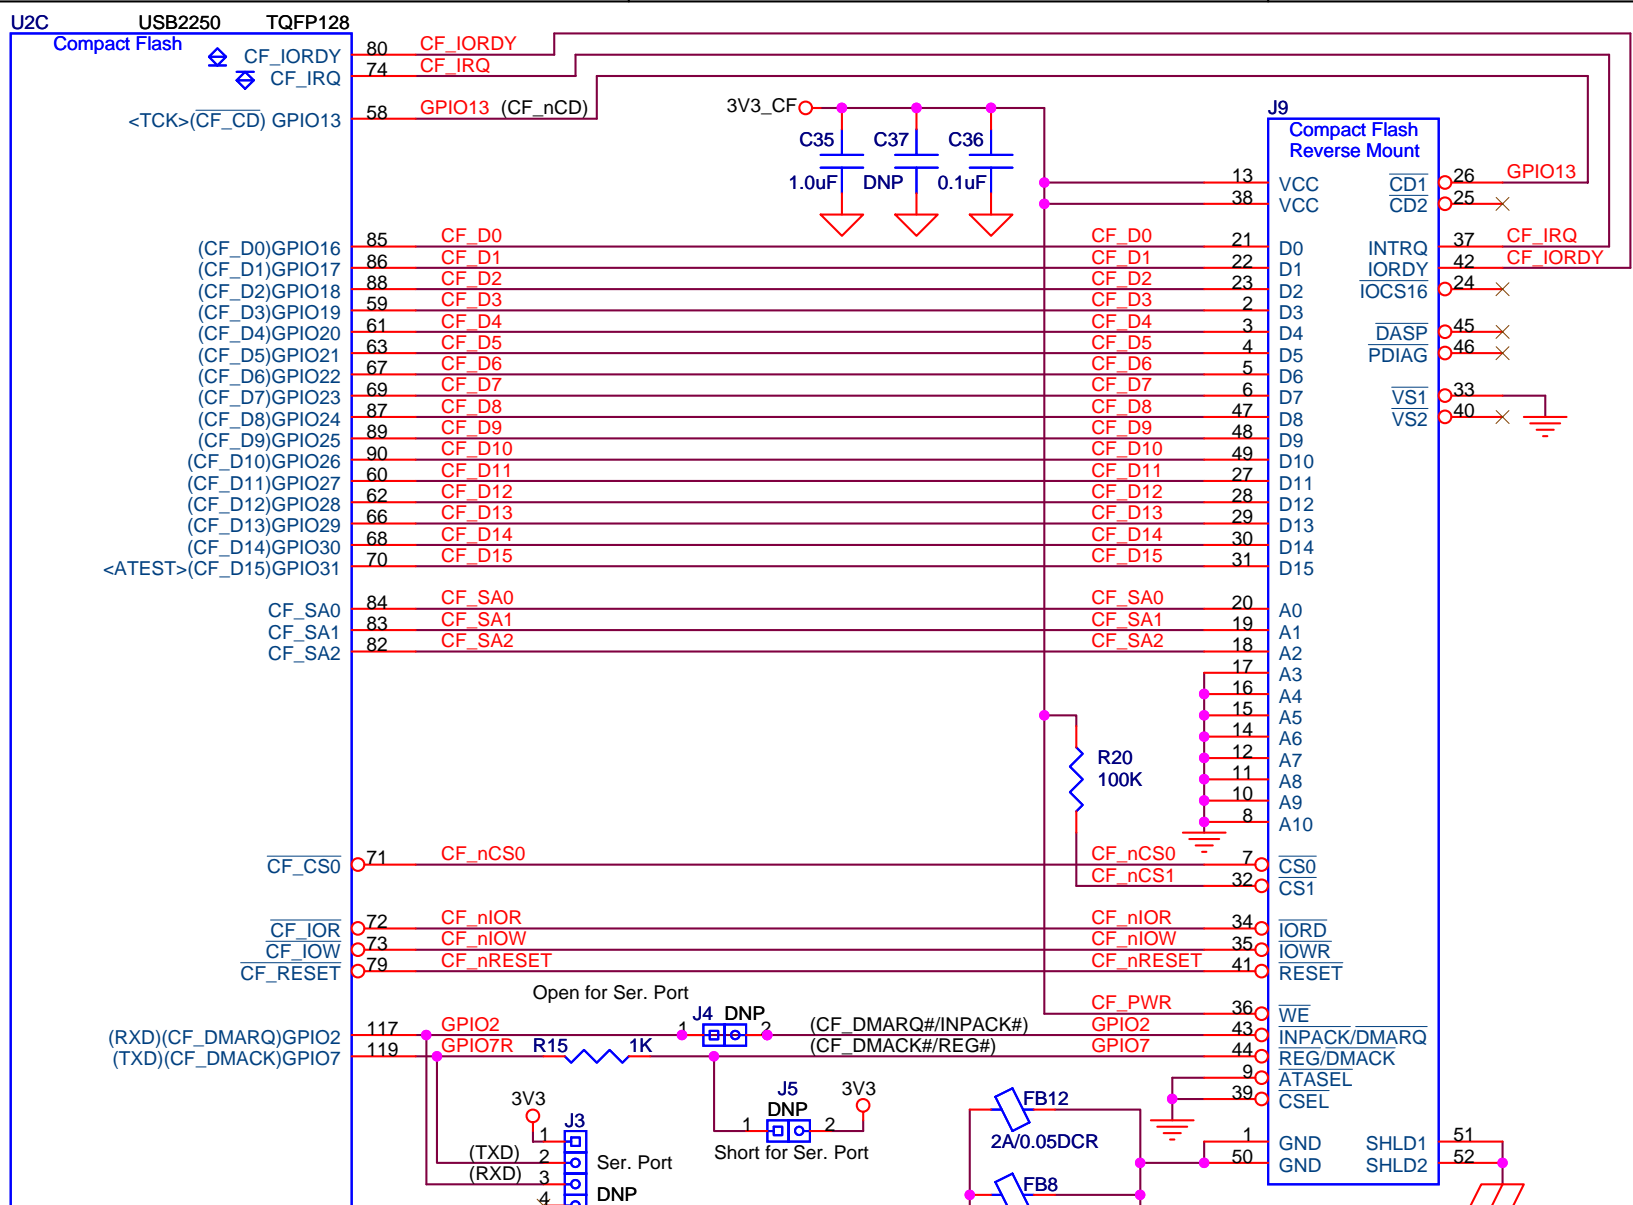 U2C USB2250 TQFP128
Compact Flash
CF_IORDY 80 CF_IORDY
CF_IRQ 74 CF_IRQ
<TCK>(CF_CD) GPIO13 58 GPIO13 (CF_nCD)
3V3_CF
C35 C37 C36
1.0uF DNP 0.1uF
J9
Compact Flash
Reverse Mount
13 VCC CD1 26 GPIO13
38 VCC CD2 25
(CF_D0)GPIO16 85 CF_D0 CF_D0 21 D0 INTRQ 37 CF_IRQ
(CF_D1)GPIO17 86 CF_D1 CF_D1 22 D1 IORDY 42 CF_IORDY
(CF_D2)GPIO18 88 CF_D2 CF_D2 23 D2 IOCS16 24
(CF_D3)GPIO19 59 CF_D3 CF_D3 2 D3
(CF_D4)GPIO20 61 CF_D4 CF_D4 3 D4 DASP 45
(CF_D5)GPIO21 63 CF_D5 CF_D5 4 D5 PDIAG 46
(CF_D6)GPIO22 67 CF_D6 CF_D6 5 D6
(CF_D7)GPIO23 69 CF_D7 CF_D7 6 D7 VS1 33
(CF_D8)GPIO24 87 CF_D8 CF_D8 47 D8 VS2 40
(CF_D9)GPIO25 89 CF_D9 CF_D9 48 D9
(CF_D10)GPIO26 90 CF_D10 CF_D10 49 D10
(CF_D11)GPIO27 60 CF_D11 CF_D11 27 D11
(CF_D12)GPIO28 62 CF_D12 CF_D12 28 D12
(CF_D13)GPIO29 66 CF_D13 CF_D13 29 D13
(CF_D14)GPIO30 68 CF_D14 CF_D14 30 D14
<ATEST>(CF_D15)GPIO31 70 CF_D15 CF_D15 31 D15
CF_SA0 84 CF_SA0 CF_SA0 20 A0
CF_SA1 83 CF_SA1 CF_SA1 19 A1
CF_SA2 82 CF_SA2 CF_SA2 18 A2
17 A3
16 A4
15 A5
14 A6
R20 12 A7
100K 11 A8
10 A9
8 A10
CF_CS0 71 CF_nCS0 CF_nCS0 7 CS0
CF_nCS1 32 CS1
CF_IOR 72 CF_nIOR CF_nIOR 34 IORD
CF_IOW 73 CF_nIOW CF_nIOW 35 IOWR
CF_RESET 79 CF_nRESET CF_nRESET 41 RESET
Open for Ser. Port
CF_PWR 36 WE
J4 DNP
(RXD)(CF_DMARQ)GPIO2 117 GPIO2 1 2 (CF_DMARQ#/INPACK#) GPIO2 43 INPACK/DMARQ
(TXD)(CF_DMACK)GPIO7 119 GPIO7R R15 1K (CF_DMACK#/REG#) GPIO7 44 REG/DMACK
9 ATASEL
39 CSEL
3V3 J5 3V3 FB12
DNP
J3 1 2
1 2A/0.05DCR 1 GND SHLD1 51
(TXD) 2 Ser. Port Short for Ser. Port 50 GND SHLD2 52
(RXD) 3
4 DNP FB8